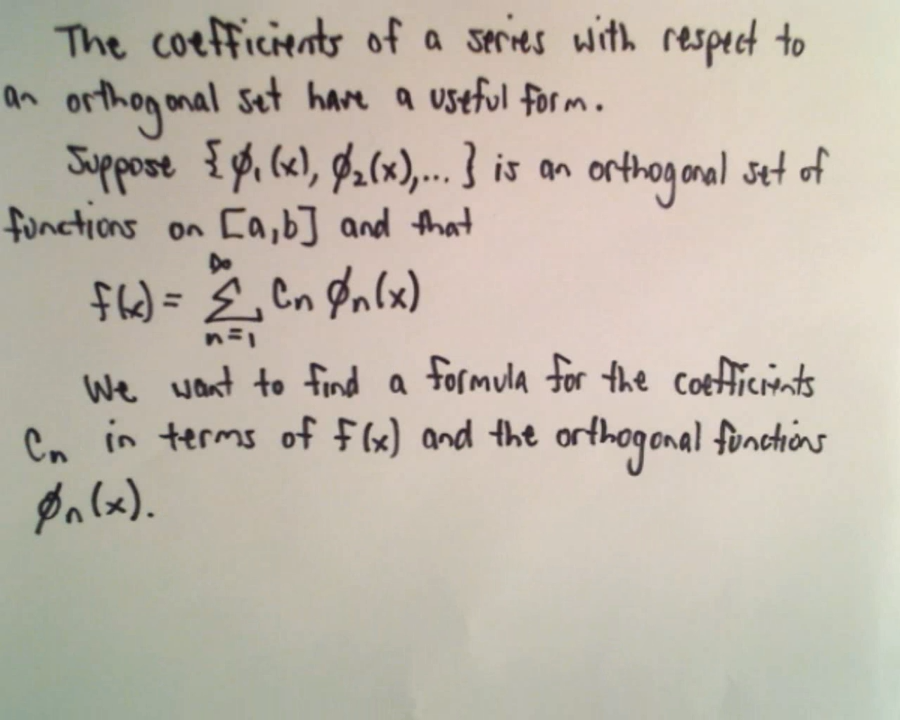 The coefficients of a series with respect to
an orthogonal set have a useful form.
Suppose {ϕ₁(x), ϕ₂(x),...} is an orthogonal set of
functions on [a,b] and that
f(x) = ∞∑n=1 Cn ϕn(x)
We want to find a formula for the coefficients
Cn in terms of f(x) and the orthogonal functions
ϕn(x).